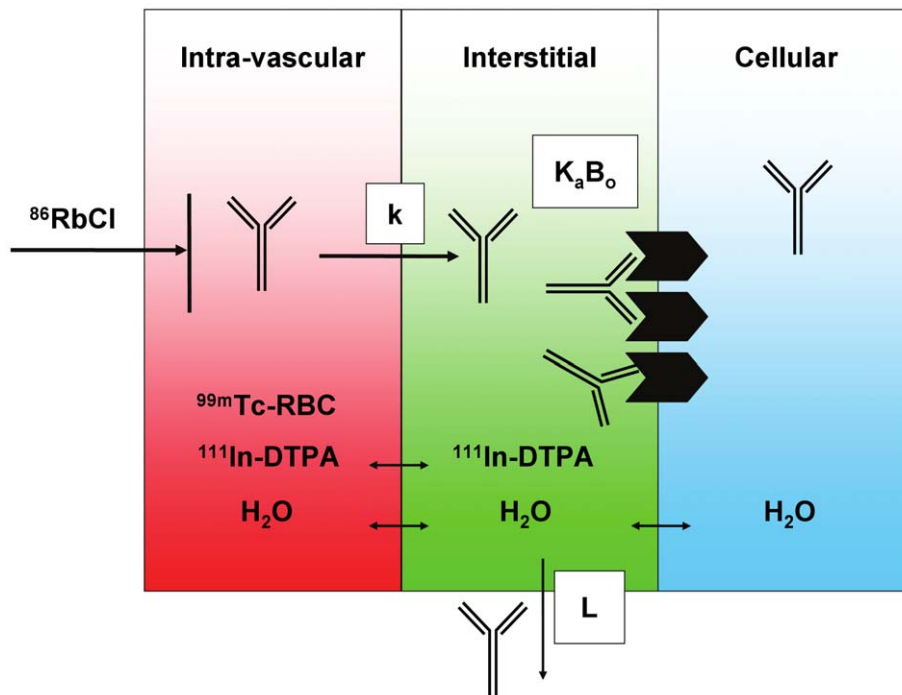 Intra-vascular Interstitial Cellular
KₐBₒ
⁸⁶RbCl
k
⁹⁹ᵐTc-RBC
¹¹¹In-DTPA ¹¹¹In-DTPA
H₂O H₂O H₂O
L